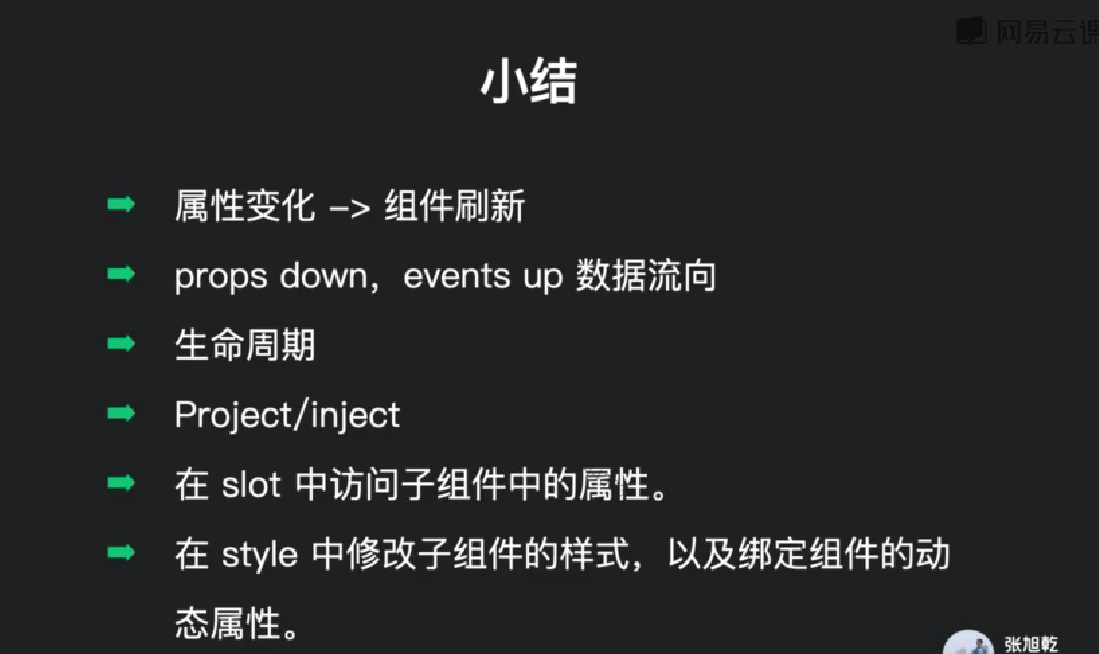 网易云课
小结
属性变化 –> 组件刷新
props down，events up 数据流向
生命周期
Project/inject
在 slot 中访问子组件中的属性。
在 style 中修改子组件的样式，以及绑定组件的动
态属性。
张旭乾